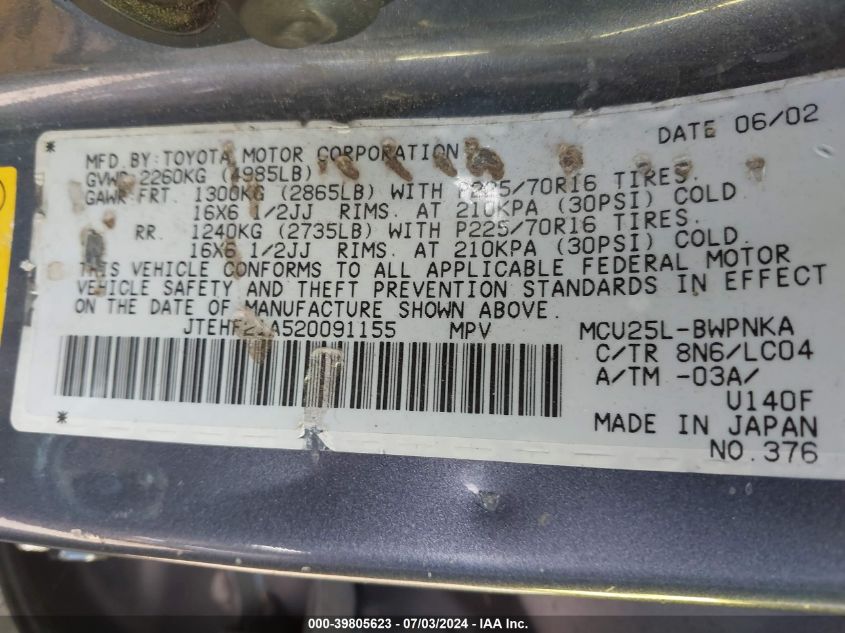 DATE 06/02
MFD. BY: TOYOTA MOTOR CORPORATION
GVWR 2260KG (4985LB)
GAWR FRT. 1300KG (2865LB) WITH P225/70R16 TIRES
16X6 1/2JJ RIMS. AT 210KPA (30PSI) COLD
RR. 1240KG (2735LB) WITH P225/70R16 TIRES.
16X6 1/2JJ RIMS. AT 210KPA (30PSI) COLD.
THIS VEHICLE CONFORMS TO ALL APPLICABLE FEDERAL MOTOR
VEHICLE SAFETY AND THEFT PREVENTION STANDARDS IN EFFECT
ON THE DATE OF MANUFACTURE SHOWN ABOVE.
MPV MCU25L-BWPNKA
C/TR 8N6/LC04
A/TM -03A/
U140F
MADE IN JAPAN
NO.376
000-39805623 - 07/03/2024 - IAA Inc.